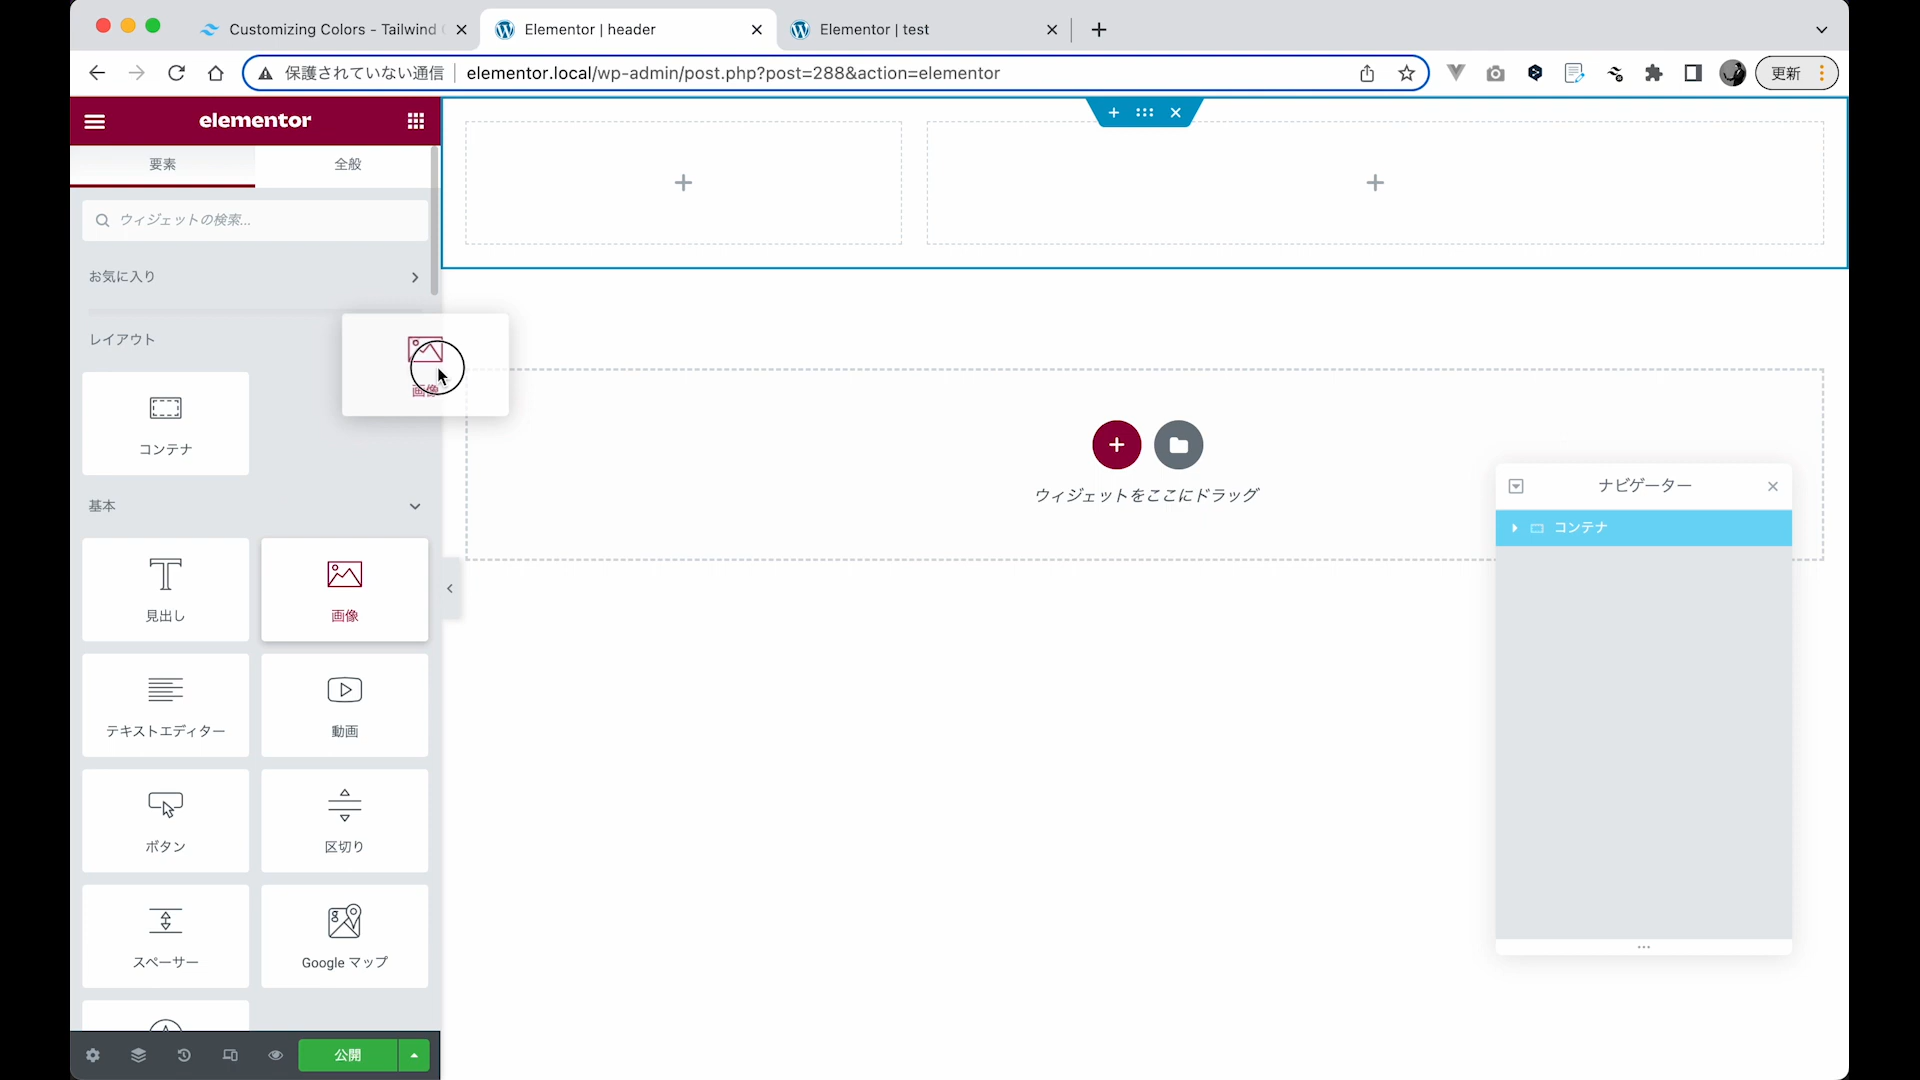 Customizing Colors - Tailwind
Elementor | header
Elementor | test
保護されていない通信
elementor.local/wp-admin/post.php?post=288&action=elementor
更新
elementor
要素
全般
ウィジェットの検索...
お気に入り
レイアウト
画像
コンテナ
基本
見出し
画像
テキストエディター
動画
ボタン
区切り
スペーサー
Google マップ
公開
ウィジェットをここにドラッグ
ナビゲーター
コンテナ